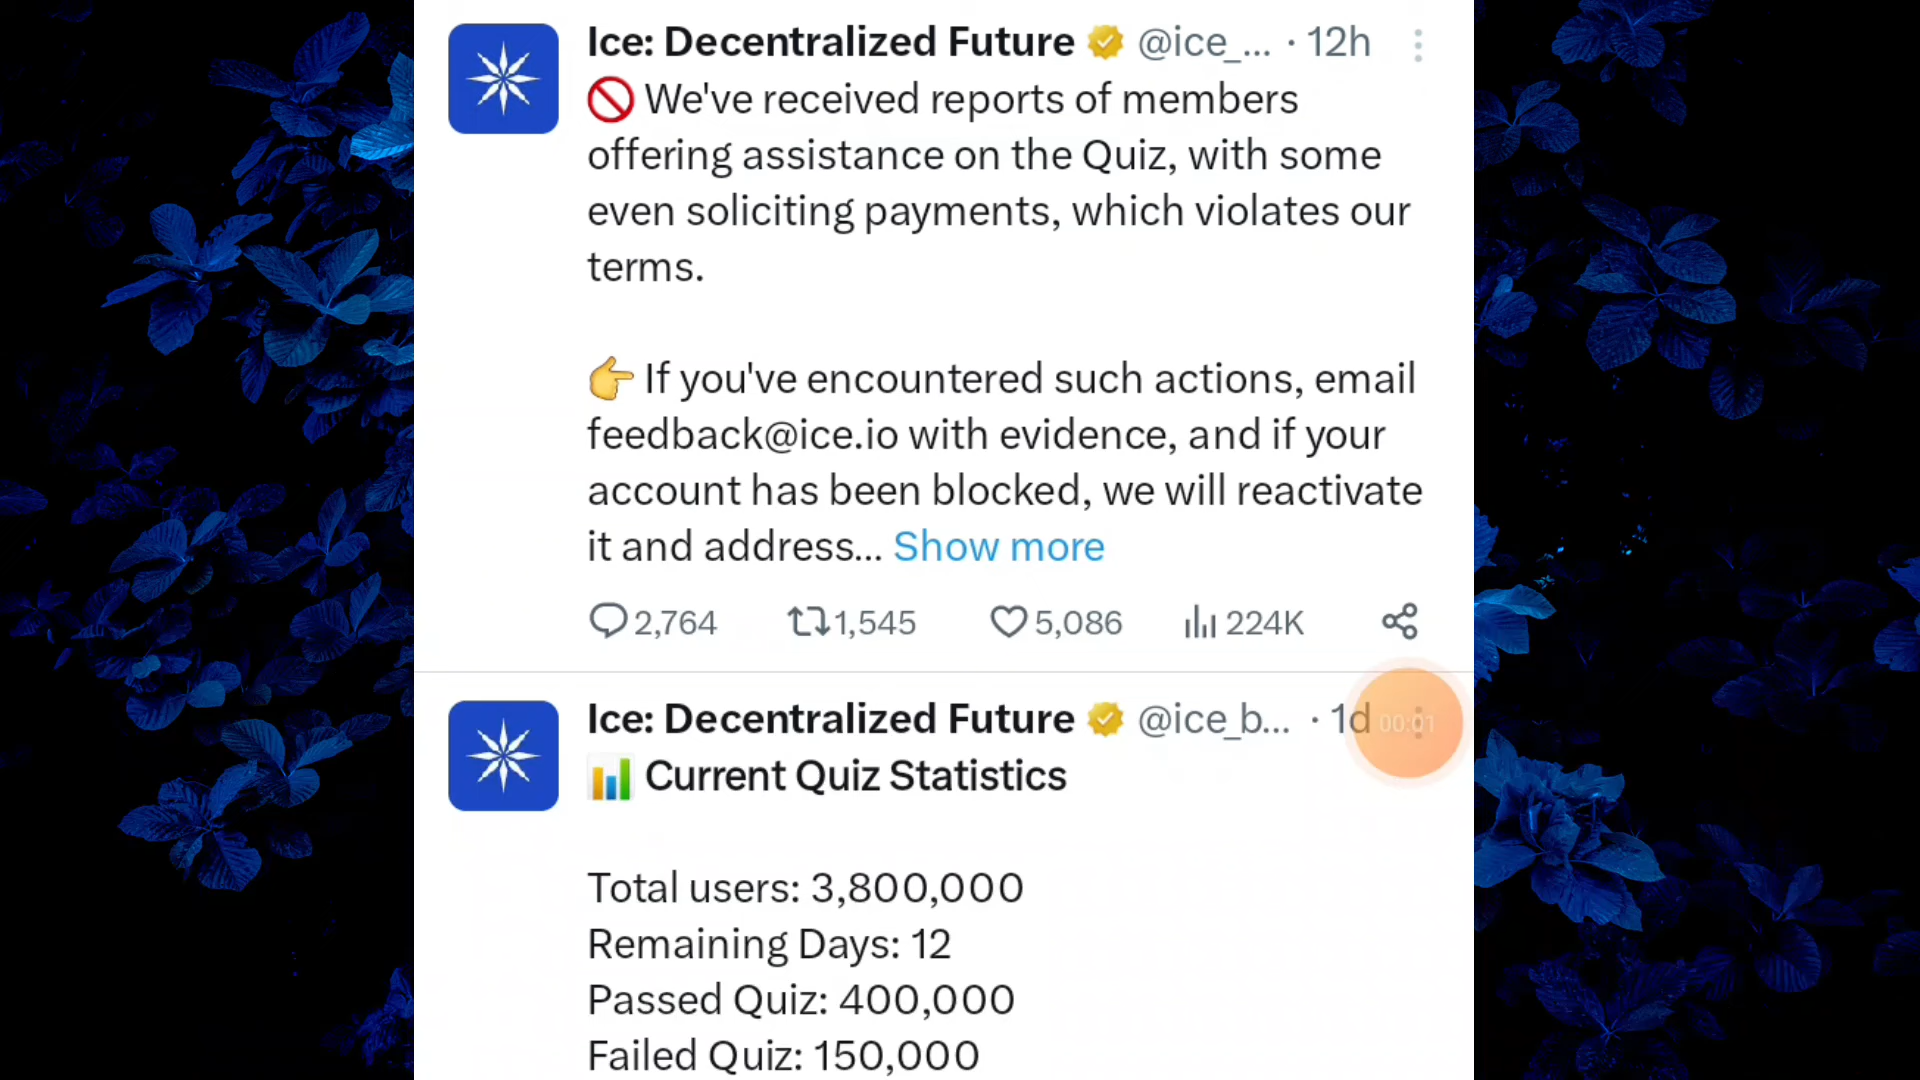 Ice: Decentralized Future @ice_... · 12h
🚫 We've received reports of members
offering assistance on the Quiz, with some
even soliciting payments, which violates our
terms.
👉 If you've encountered such actions, email
feedback@ice.io with evidence, and if your
account has been blocked, we will reactivate
it and address... Show more
2,764 1,545 5,086 224K
Ice: Decentralized Future @ice_b... · 1d 00:01
📊 Current Quiz Statistics
Total users: 3,800,000
Remaining Days: 12
Passed Quiz: 400,000
Failed Quiz: 150,000